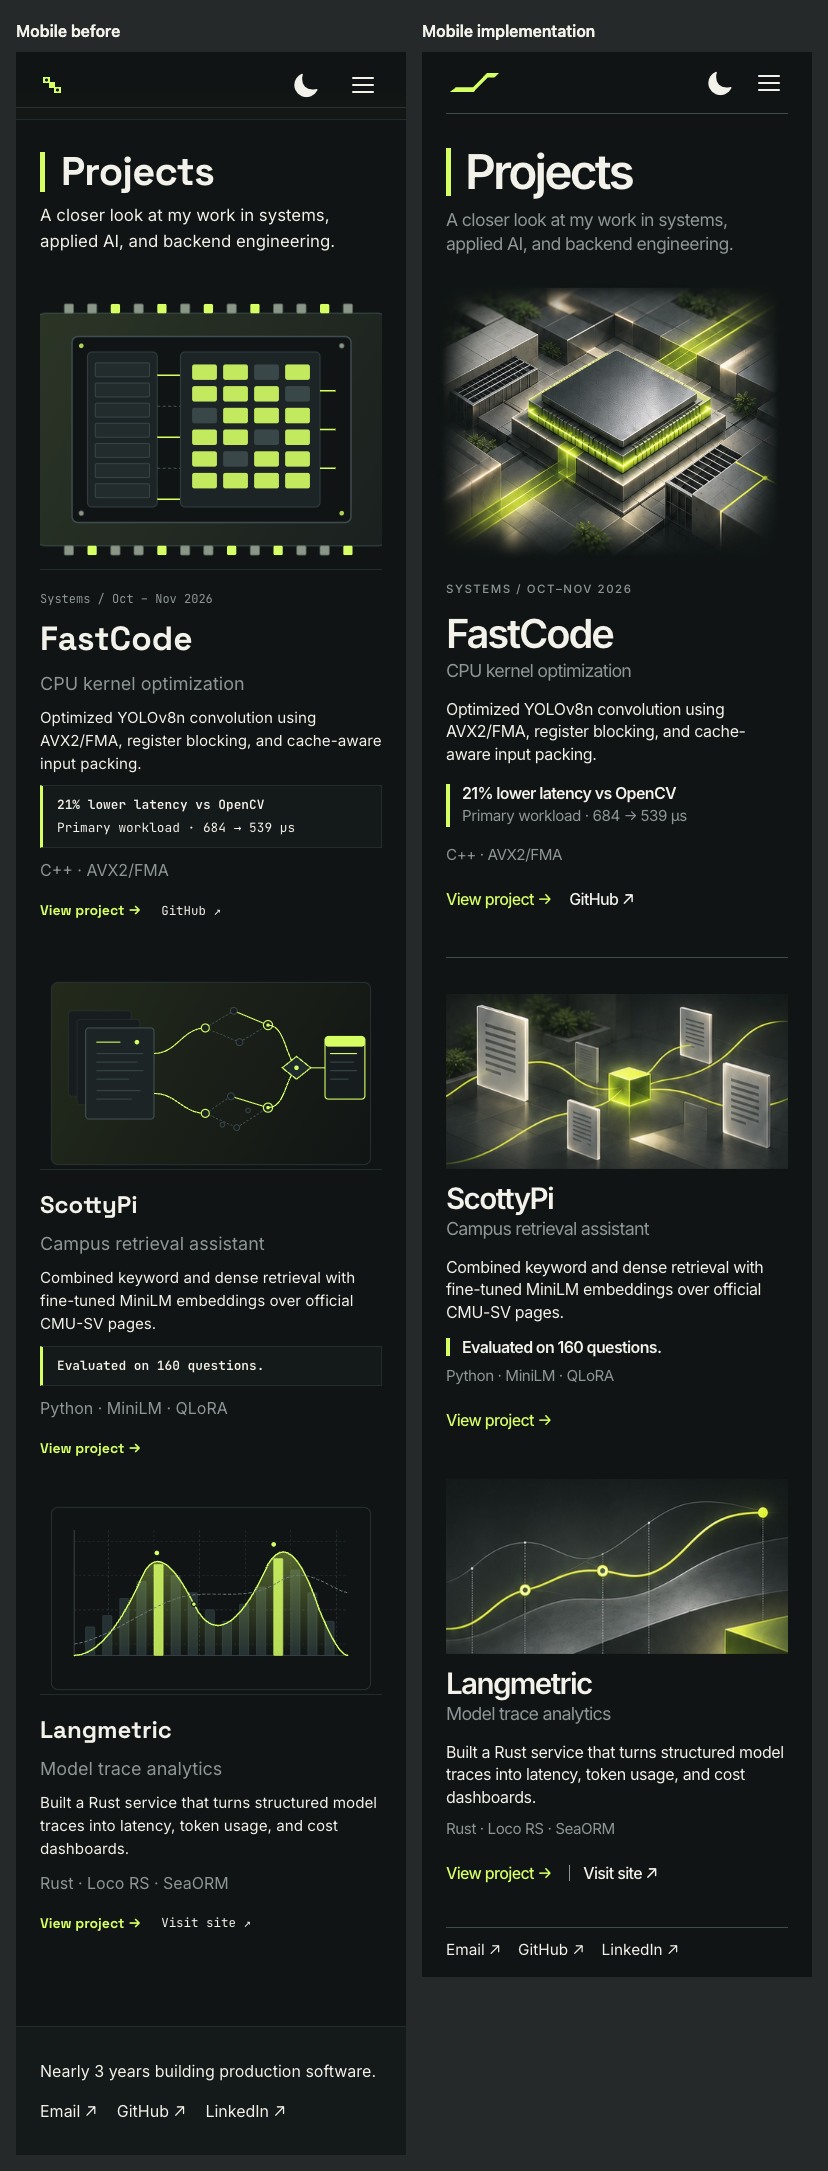 Mobile before
Projects
A closer look at my work in systems,
applied AI, and backend engineering.
Systems / Oct – Nov 2026
FastCode
CPU kernel optimization
Optimized YOLOv8n convolution using
AVX2/FMA, register blocking, and cache-aware
input packing.
21% lower latency vs OpenCV
Primary workload · 684 → 539 µs
C++ · AVX2/FMA
View project → GitHub ↗
ScottyPi
Campus retrieval assistant
Combined keyword and dense retrieval with
fine-tuned MiniLM embeddings over official
CMU-SV pages.
Evaluated on 160 questions.
Python · MiniLM · QLoRA
View project →
Langmetric
Model trace analytics
Built a Rust service that turns structured model
traces into latency, token usage, and cost
dashboards.
Rust · Loco RS · SeaORM
View project → Visit site ↗
Nearly 3 years building production software.
Email ↗ GitHub ↗ LinkedIn ↗
Mobile implementation
Projects
A closer look at my work in systems,
applied AI, and backend engineering.
SYSTEMS / OCT–NOV 2026
FastCode
CPU kernel optimization
Optimized YOLOv8n convolution using
AVX2/FMA, register blocking, and cache-
aware input packing.
21% lower latency vs OpenCV
Primary workload · 684 → 539 µs
C++ · AVX2/FMA
View project → GitHub ↗
ScottyPi
Campus retrieval assistant
Combined keyword and dense retrieval with
fine-tuned MiniLM embeddings over official
CMU-SV pages.
Evaluated on 160 questions.
Python · MiniLM · QLoRA
View project →
Langmetric
Model trace analytics
Built a Rust service that turns structured model
traces into latency, token usage, and cost
dashboards.
Rust · Loco RS · SeaORM
View project → | Visit site ↗
Email ↗ GitHub ↗ LinkedIn ↗